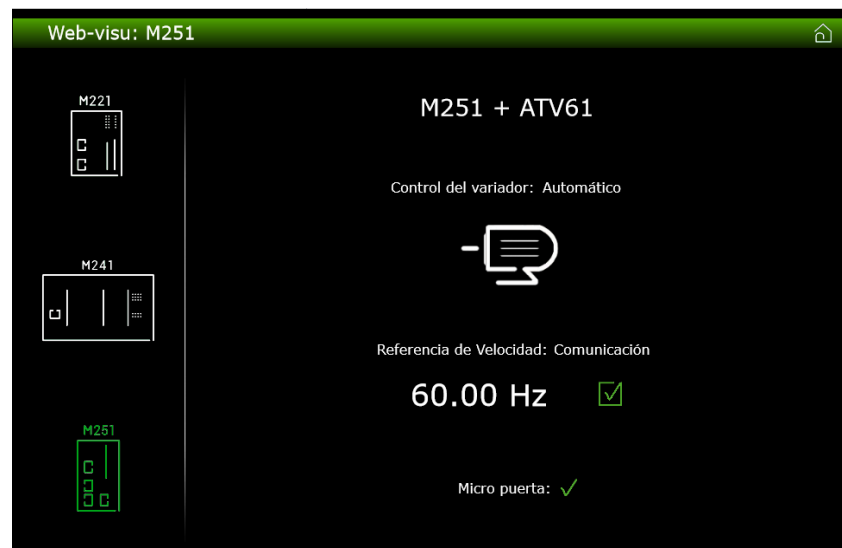 Web-visu: M251
M221
M241
M251
M251 + ATV61
Control del variador: Automático
Referencia de Velocidad: Comunicación
60.00 Hz
Micro puerta: